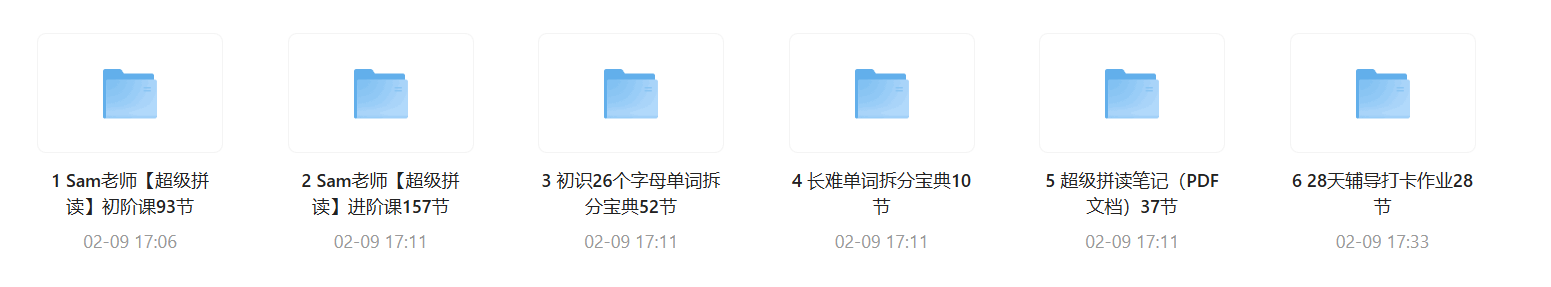 1 Sam老师【超级拼
读】初阶课93节
02-09 17:06
2 Sam老师【超级拼
读】进阶课157节
02-09 17:11
3 初识26个字母单词拆
分宝典52节
02-09 17:11
4 长难单词拆分宝典10
节
02-09 17:11
5 超级拼读笔记（PDF
文档）37节
02-09 17:11
6 28天辅导打卡作业28
节
02-09 17:33